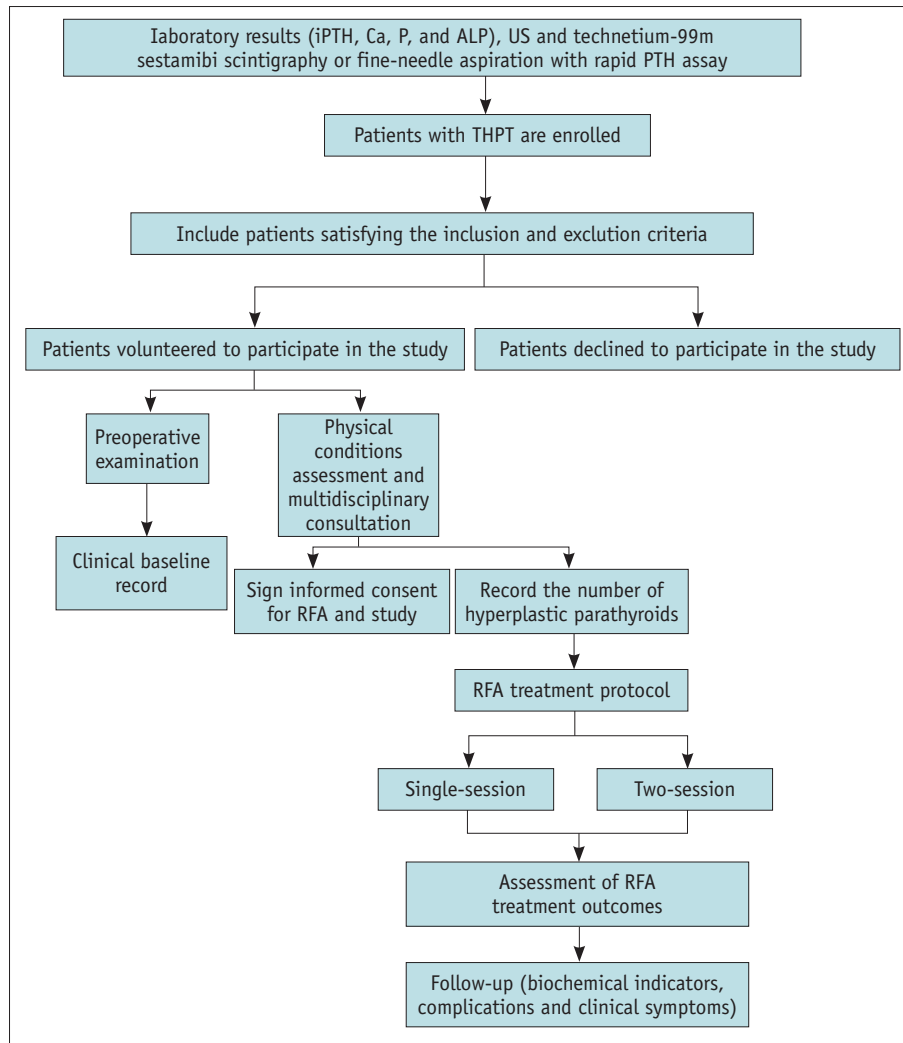 Iaboratory results (iPTH, Ca, P, and ALP), US and technetium-99m
sestamibi scintigraphy or fine-needle aspiration with rapid PTH assay
Patients with THPT are enrolled
Include patients satisfying the inclusion and exclution criteria
Patients volunteered to participate in the study
Patients declined to participate in the study
Preoperative
examination
Physical
conditions
assessment and
multidisciplinary
consultation
Clinical baseline
record
Sign informed consent
for RFA and study
Record the number of
hyperplastic parathyroids
RFA treatment protocol
Single-session
Two-session
Assessment of RFA
treatment outcomes
Follow-up (biochemical indicators,
complications and clinical symptoms)